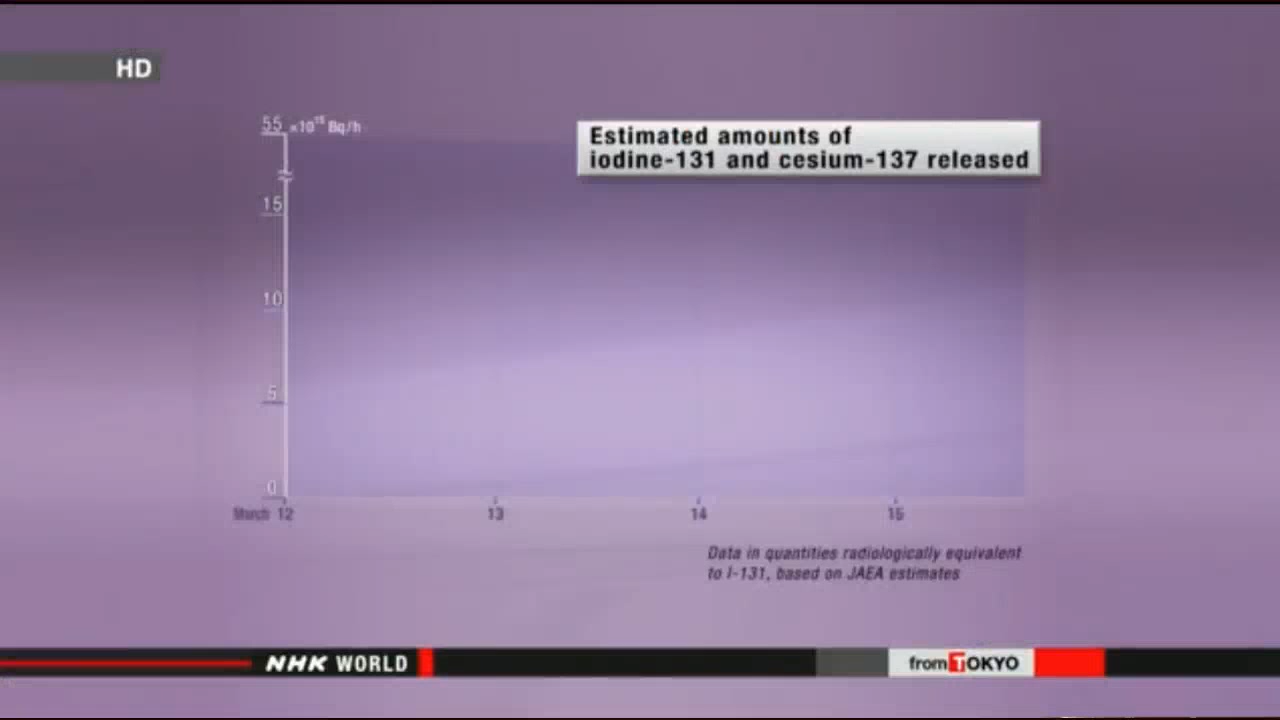 HD
55 ×10¹⁵ Bq/h
Estimated amounts of
iodine-131 and cesium-137 released
15
10
5
0
March 12 13 14 15
Data in quantities radiologically equivalent
to I-131, based on JAEA estimates
NHK WORLD
from TOKYO